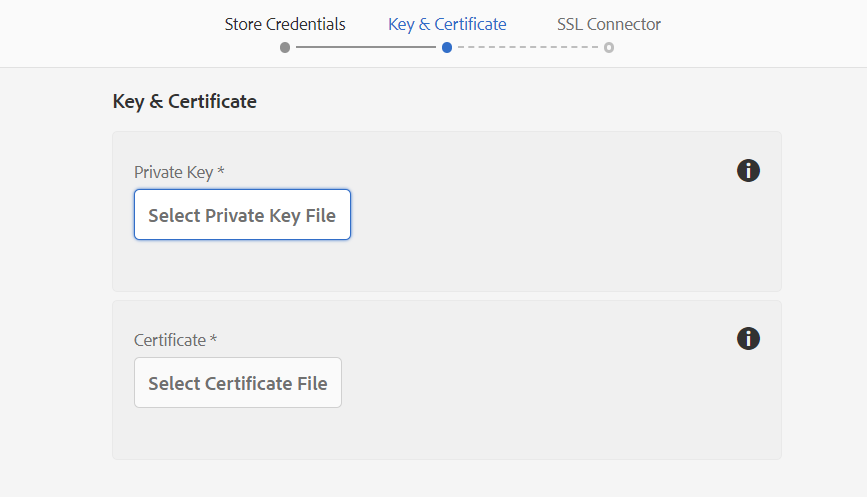 Store Credentials Key & Certificate SSL Connector
Key & Certificate
Private Key *
Select Private Key File
Certificate *
Select Certificate File